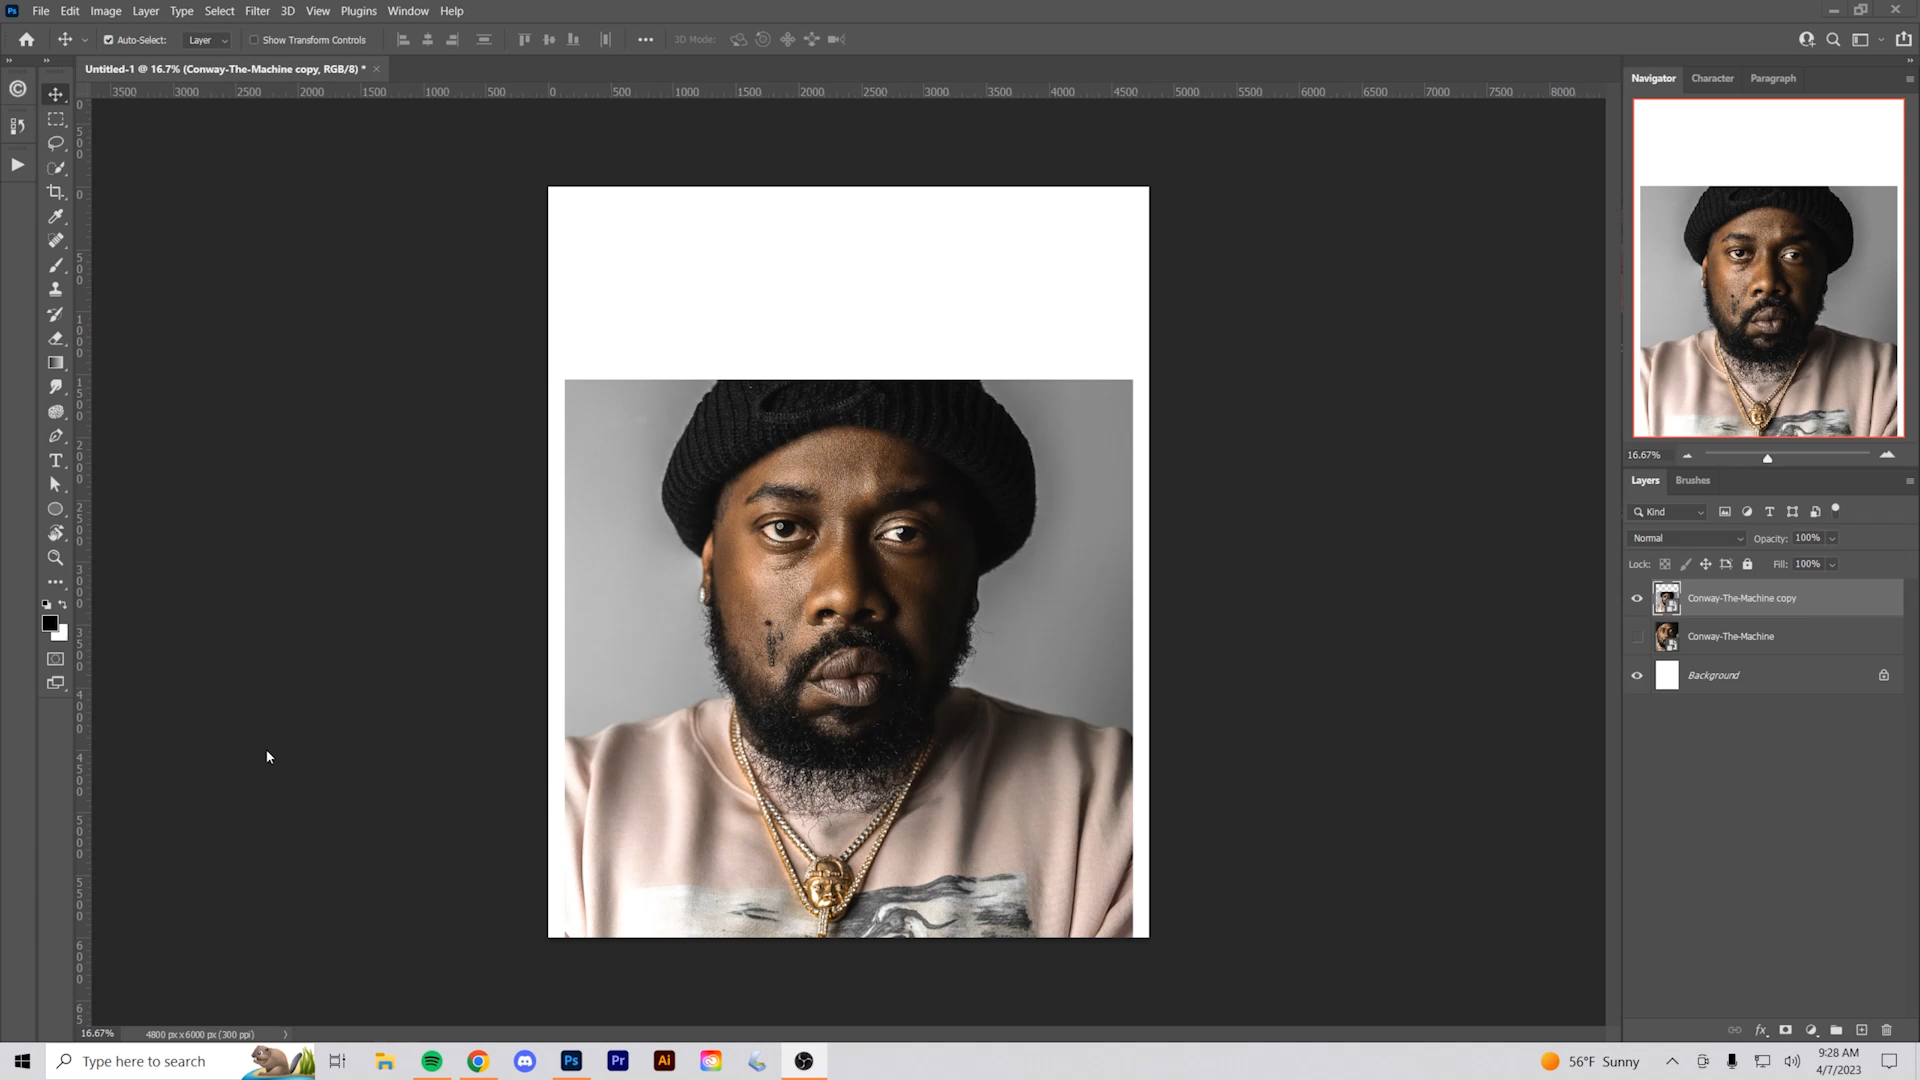 Ps File Edit Image Layer Type Select Filter 3D View Plugins Window Help
Auto-Select: Layer Show Transform Controls 3D Mode:
Untitled-1 @ 16.7% (Conway-The-Machine copy, RGB/8) *
3500 3000 2500 2000 1500 1000 500 0 500 1000 1500 2000 2500 3000 3500 4000 4500 5000 5500 6000 6500 7000 7500 8000
Navigator Character Paragraph
16.67%
Layers Brushes
Kind
Normal Opacity: 100%
Lock: Fill: 100%
Conway-The-Machine copy
Conway-The-Machine
Background
fx
16.67% 4800 px x 6000 px (300 ppi)
Type here to search
Ps Pr Ai
56°F Sunny
9:28 AM
4/7/2023